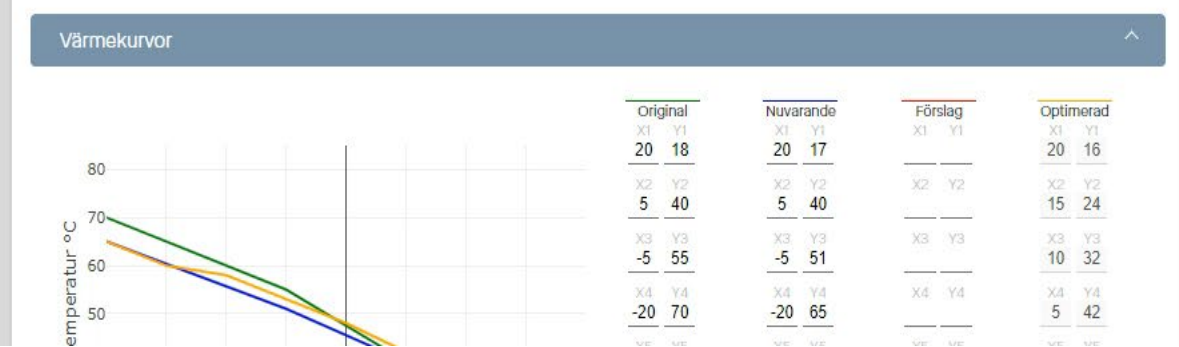 Värmekurvor
Original Nuvarande Förslag Optimerad
X1 Y1 X1 Y1 X1 Y1 X1 Y1
20 18 20 17 20 16
80
X2 Y2 X2 Y2 X2 Y2 X2 Y2
5 40 5 40 15 24
70
X3 Y3 X3 Y3 X3 Y3 X3 Y3
-5 55 -5 51 10 32
60
X4 Y4 X4 Y4 X4 Y4 X4 Y4
-20 70 -20 65 5 42
50
emperatur °C